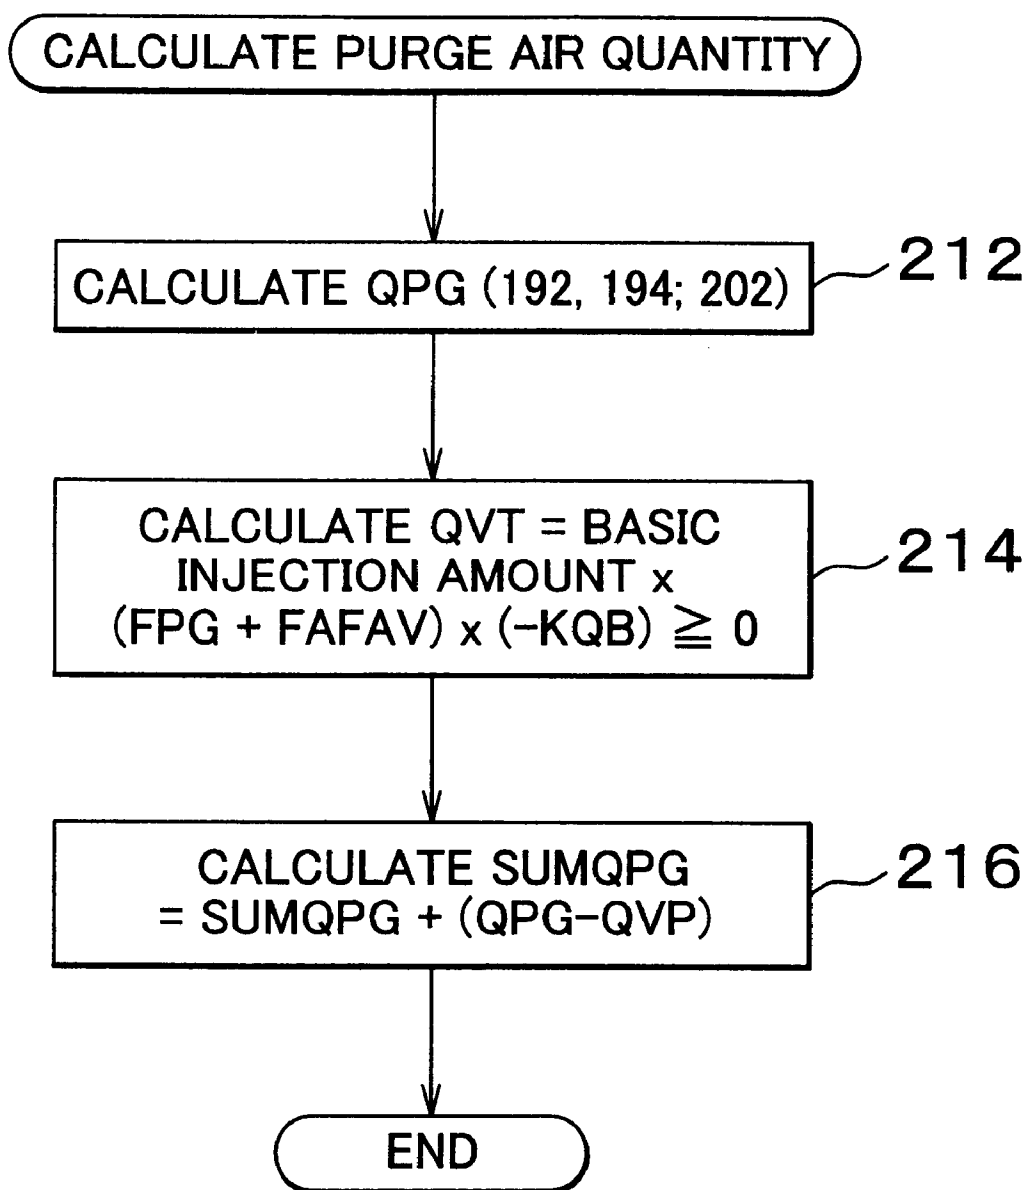 CALCULATE PURGE AIR QUANTITY
CALCULATE QPG (192, 194; 202)
212
CALCULATE QVT = BASIC
INJECTION AMOUNT x
(FPG + FAFAV) x (-KQB) ≧ 0
214
CALCULATE SUMQPG
= SUMQPG + (QPG-QVP)
216
END